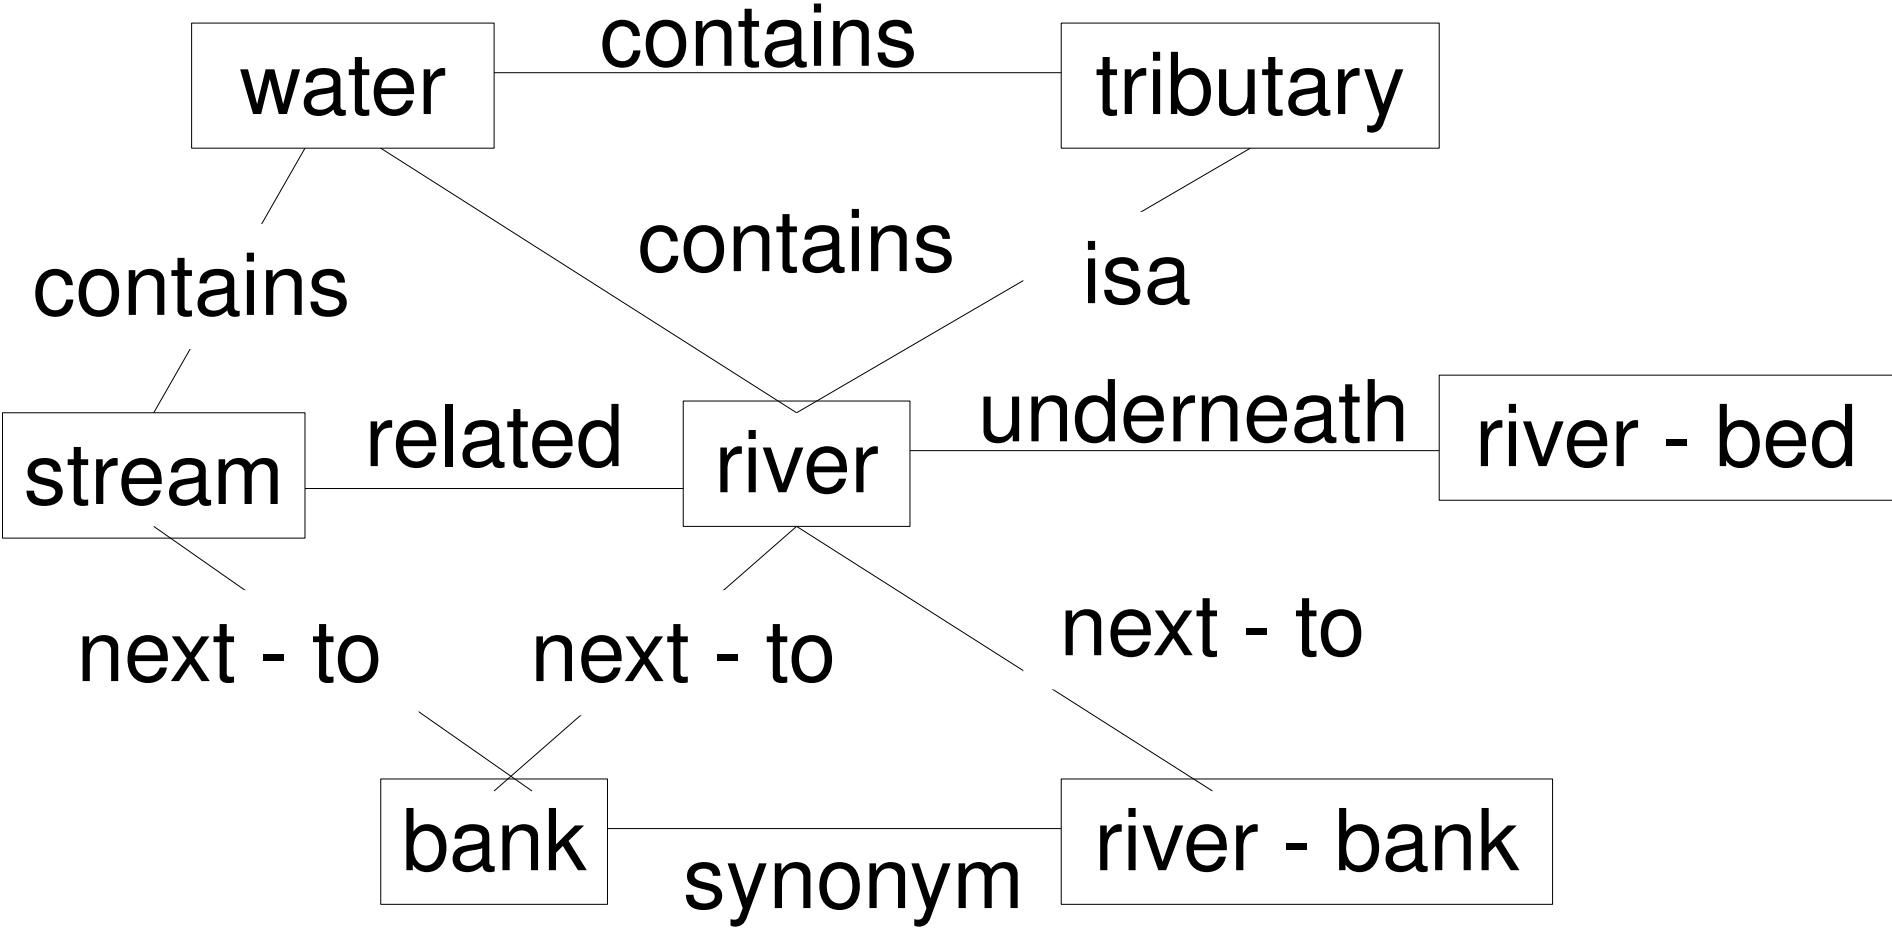 contains
water
tributary
contains
isa
contains
underneath
related
river
river - bed
stream
next - to
next - to
next - to
bank
river - bank
synonym